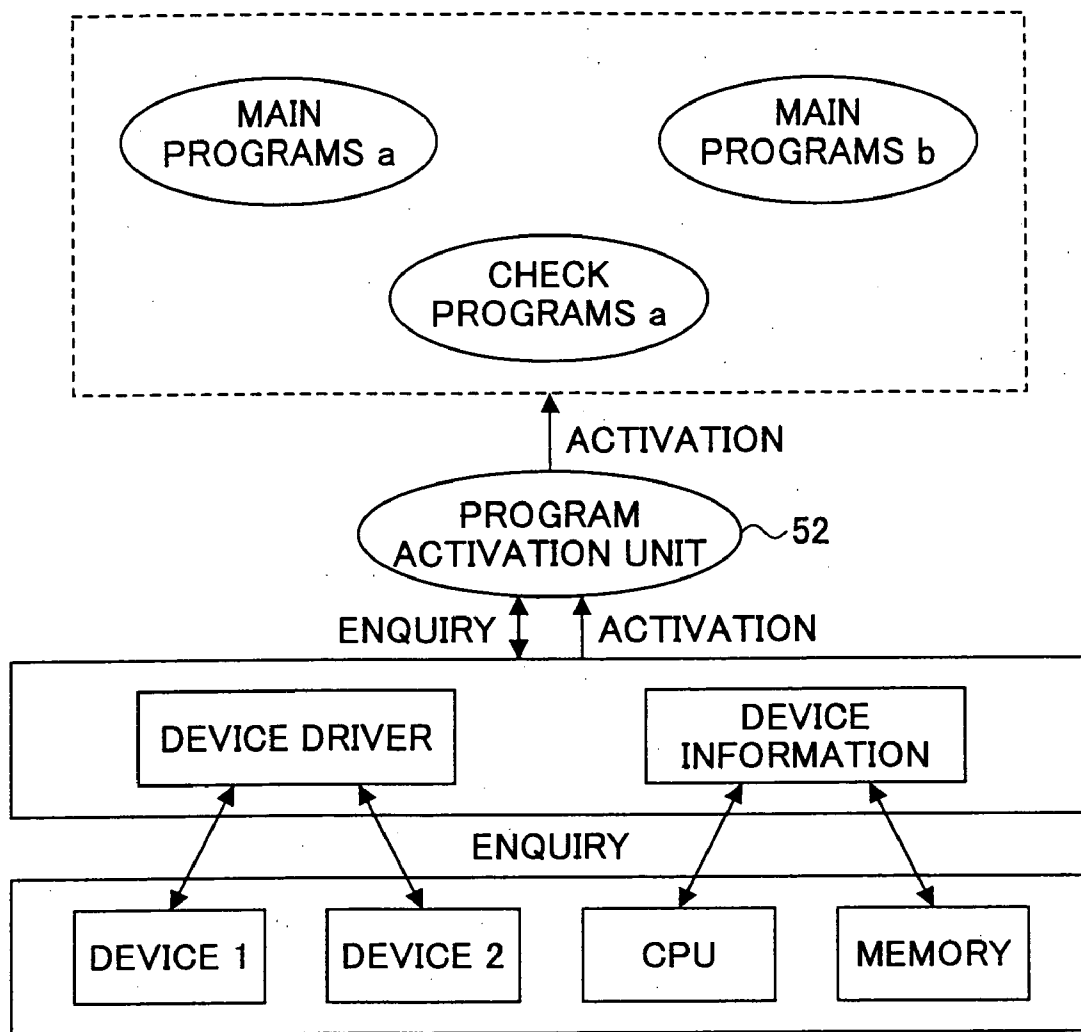 MAIN
PROGRAMS a
MAIN
PROGRAMS b
CHECK
PROGRAMS a
ACTIVATION
PROGRAM
ACTIVATION UNIT
52
ENQUIRY
ACTIVATION
DEVICE DRIVER
DEVICE
INFORMATION
ENQUIRY
DEVICE 1
DEVICE 2
CPU
MEMORY